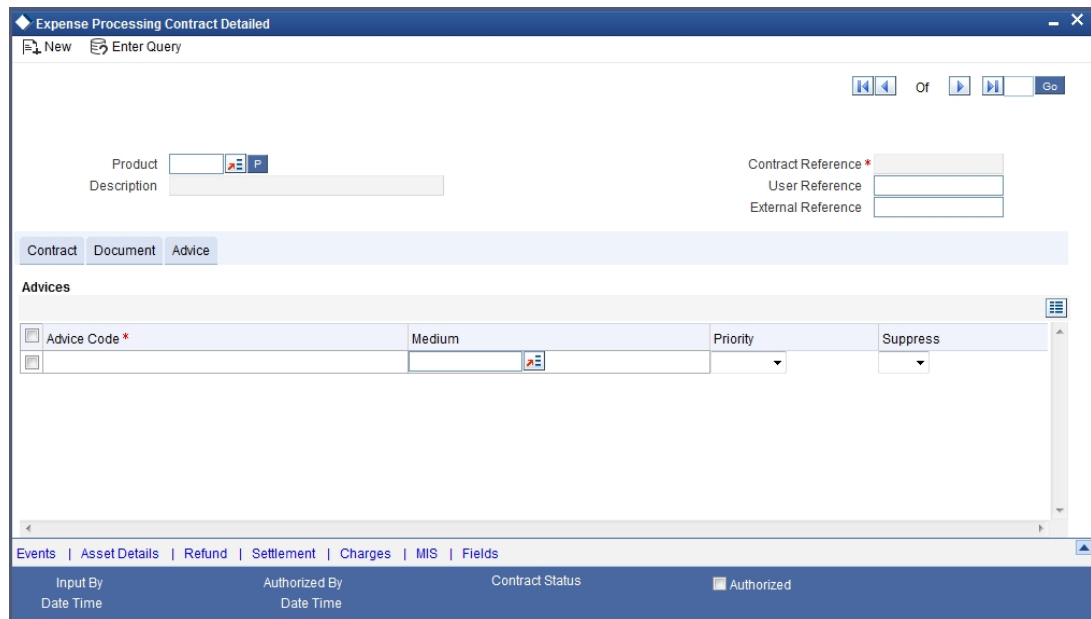 Expense Processing Contract Detailed
New Enter Query
Of Go
Product P Contract Reference *
Description User Reference
External Reference
Contract Document Advice
Advices
Advice Code * Medium Priority Suppress
Events | Asset Details | Refund | Settlement | Charges | MIS | Fields
Input By Authorized By Contract Status Authorized
Date Time Date Time